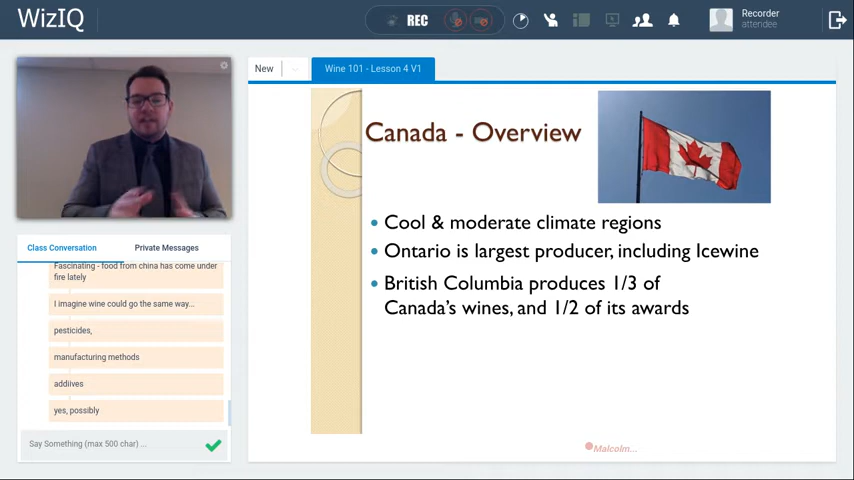 WizIQ
REC
Recorder
attendee
New
Wine 101 - Lesson 4 V1
Canada - Overview
Cool & moderate climate regions
Ontario is largest producer, including Icewine
British Columbia produces 1/3 of
Canada's wines, and 1/2 of its awards
Class Conversation
Private Messages
Fascinating - food from china has come under
fire lately
I imagine wine could go the same way...
pesticides,
manufacturing methods
addiives
yes, possibly
Say Something (max 500 char) ...
Malcolm...